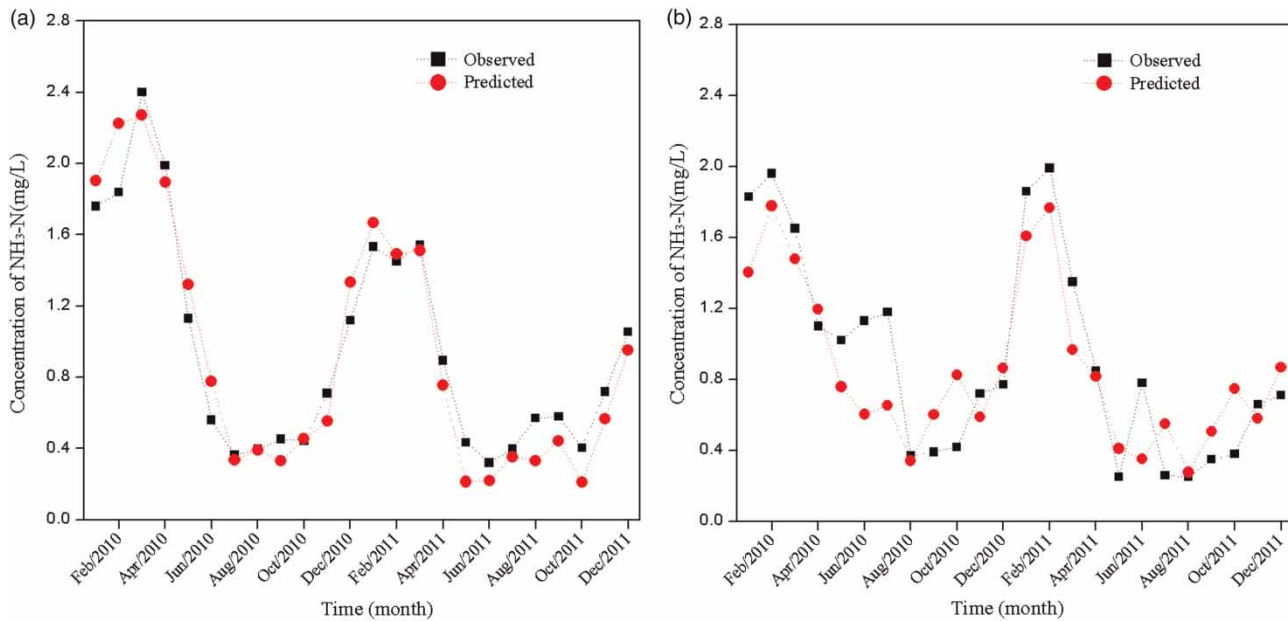 (a)
2.8
2.4
2.0
1.6
1.2
0.8
0.4
0.0
Concentration of NH₃-N(mg/L)
Observed
Predicted
Feb/2010
Apr/2010
Jun/2010
Aug/2010
Oct/2010
Dec/2010
Feb/2011
Apr/2011
Jun/2011
Aug/2011
Oct/2011
Dec/2011
Time (month)
(b)
2.8
2.4
2.0
1.6
1.2
0.8
0.4
0.0
Concentration of NH₃-N(mg/L)
Observed
Predicted
Feb/2010
Apr/2010
Jun/2010
Aug/2010
Oct/2010
Dec/2010
Feb/2011
Apr/2011
Jun/2011
Aug/2011
Oct/2011
Dec/2011
Time (month)